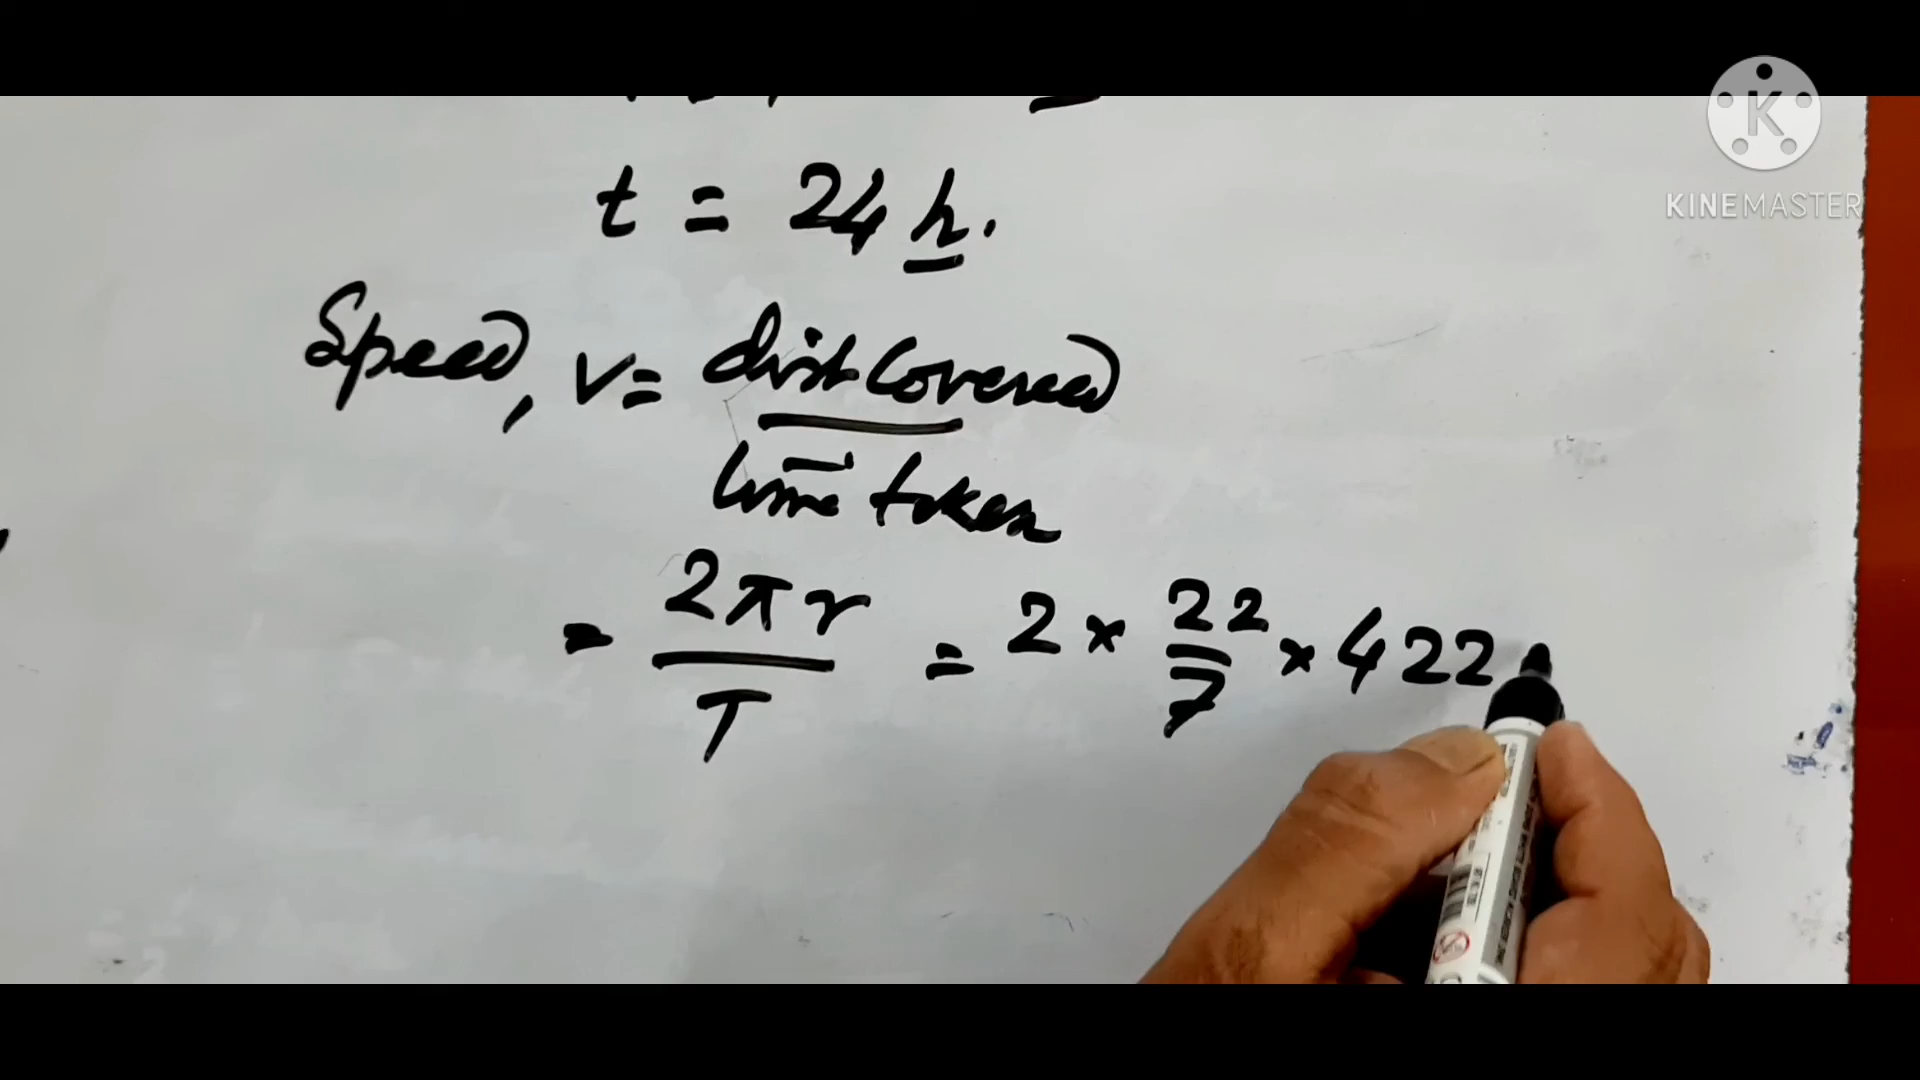 t = 24 h.
KINEMASTER
Speed, v = dist Covered
time taken
= 2πr = 2 × 22 × 422
T 7